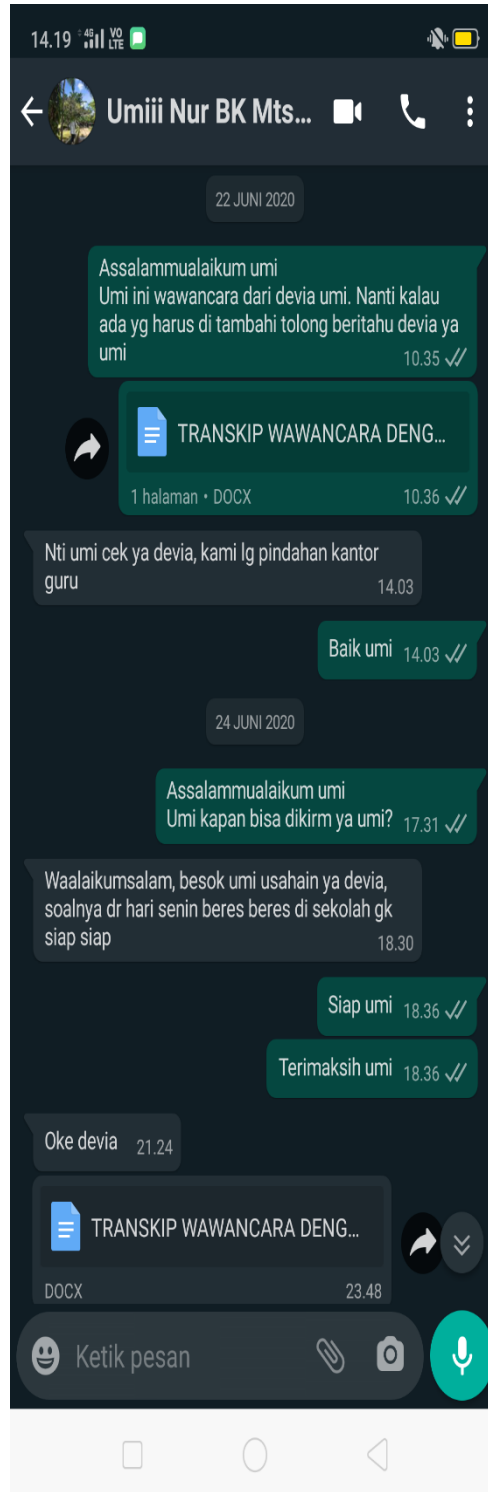 14.19 4G VO LTE
Umiii Nur BK Mts...
22 JUNI 2020
Assalammualaikum umi
Umi ini wawancara dari devia umi. Nanti kalau
ada yg harus di tambahi tolong beritahu devia ya
umi 10.35
TRANSKIP WAWANCARA DENG...
1 halaman • DOCX 10.36
Nti umi cek ya devia, kami lg pindahan kantor
guru 14.03
Baik umi 14.03
24 JUNI 2020
Assalammualaikum umi
Umi kapan bisa dikirm ya umi? 17.31
Waalaikumsalam, besok umi usahain ya devia,
soalnya dr hari senin beres beres di sekolah gk
siap siap 18.30
Siap umi 18.36
Terimaksih umi 18.36
Oke devia 21.24
TRANSKIP WAWANCARA DENG...
DOCX 23.48
Ketik pesan